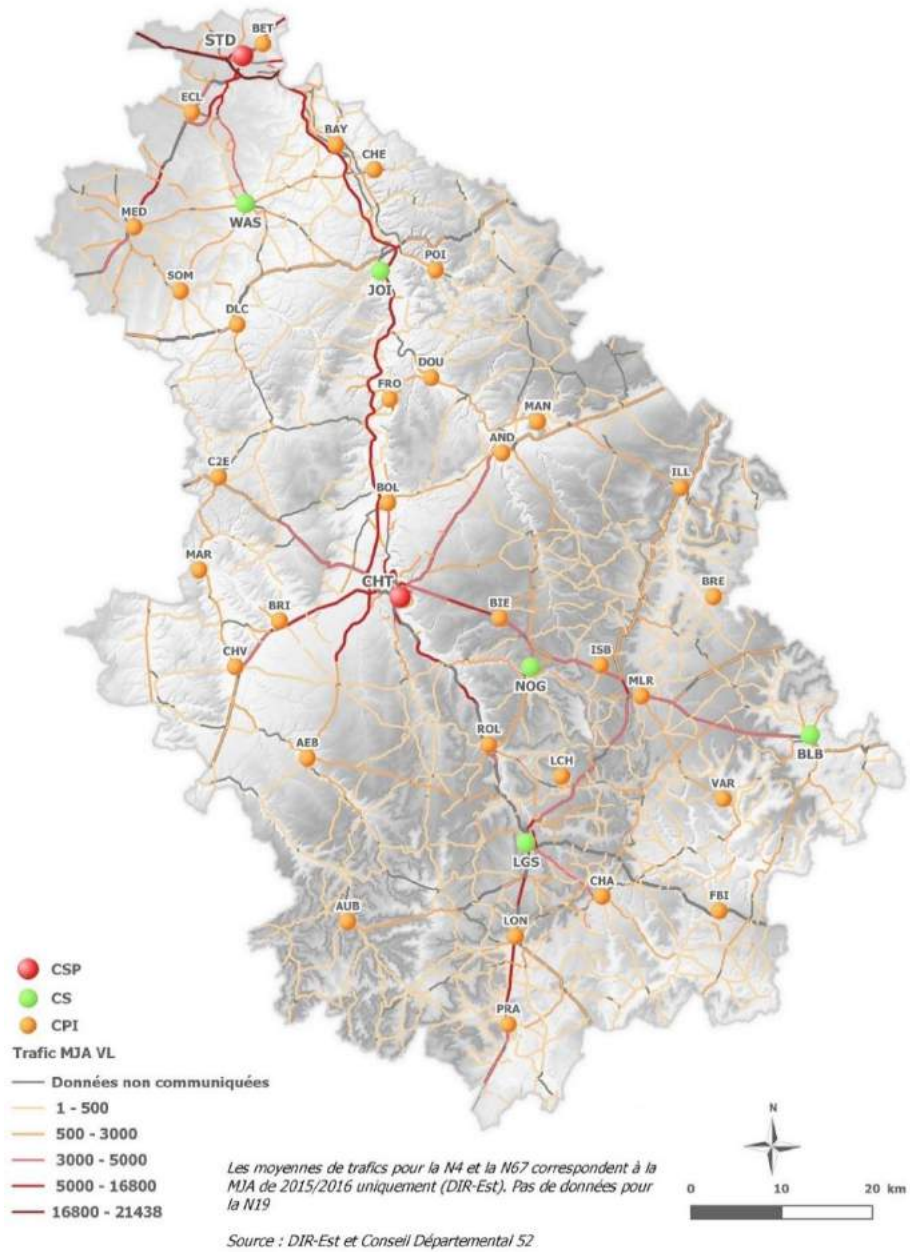 BET
STD
ECL
BAY
CHE
MED
WAS
SOM
JOI
POI
DLC
DOU
FRO
MAN
AND
C2E
ILL
BOL
MAR
CHT
BRE
BRI
BIE
CHV
ISB
NOG
MLR
ROL
BLB
AEB
LCH
VAR
LGS
CHA
FBI
AUB
LON
PRA
CSP
CS
CPI
Trafic MJA VL
Données non communiquées
1 - 500
500 - 3000
3000 - 5000
5000 - 16800
16800 - 21438
Les moyennes de trafics pour la N4 et la N67 correspondent à la
MJA de 2015/2016 uniquement (DIR-Est). Pas de données pour
la N19
Source : DIR-Est et Conseil Départemental 52
N
0 10 20 km